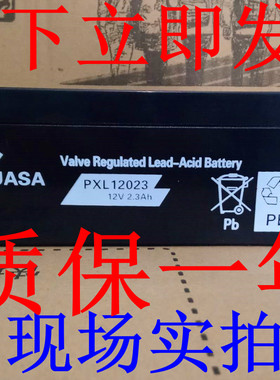 下立即发
Valve Regulated Lead-Acid Battery
UASA
PXL12023
12V 2.3Ah
Pb
质保一年
现场实拍